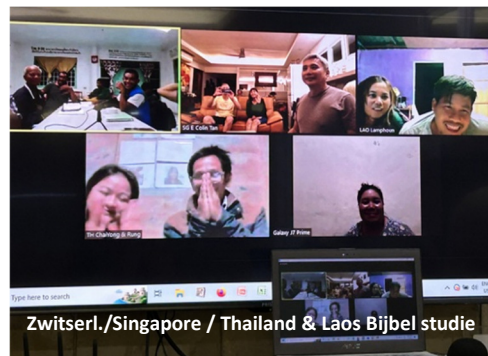 SG E Colin Tan
LAO Lamphoun
TH Chaiyong & Rung
Galaxy J7 Prime
Type here to search
Zwitserl./Singapore / Thailand & Laos Bijbel studie